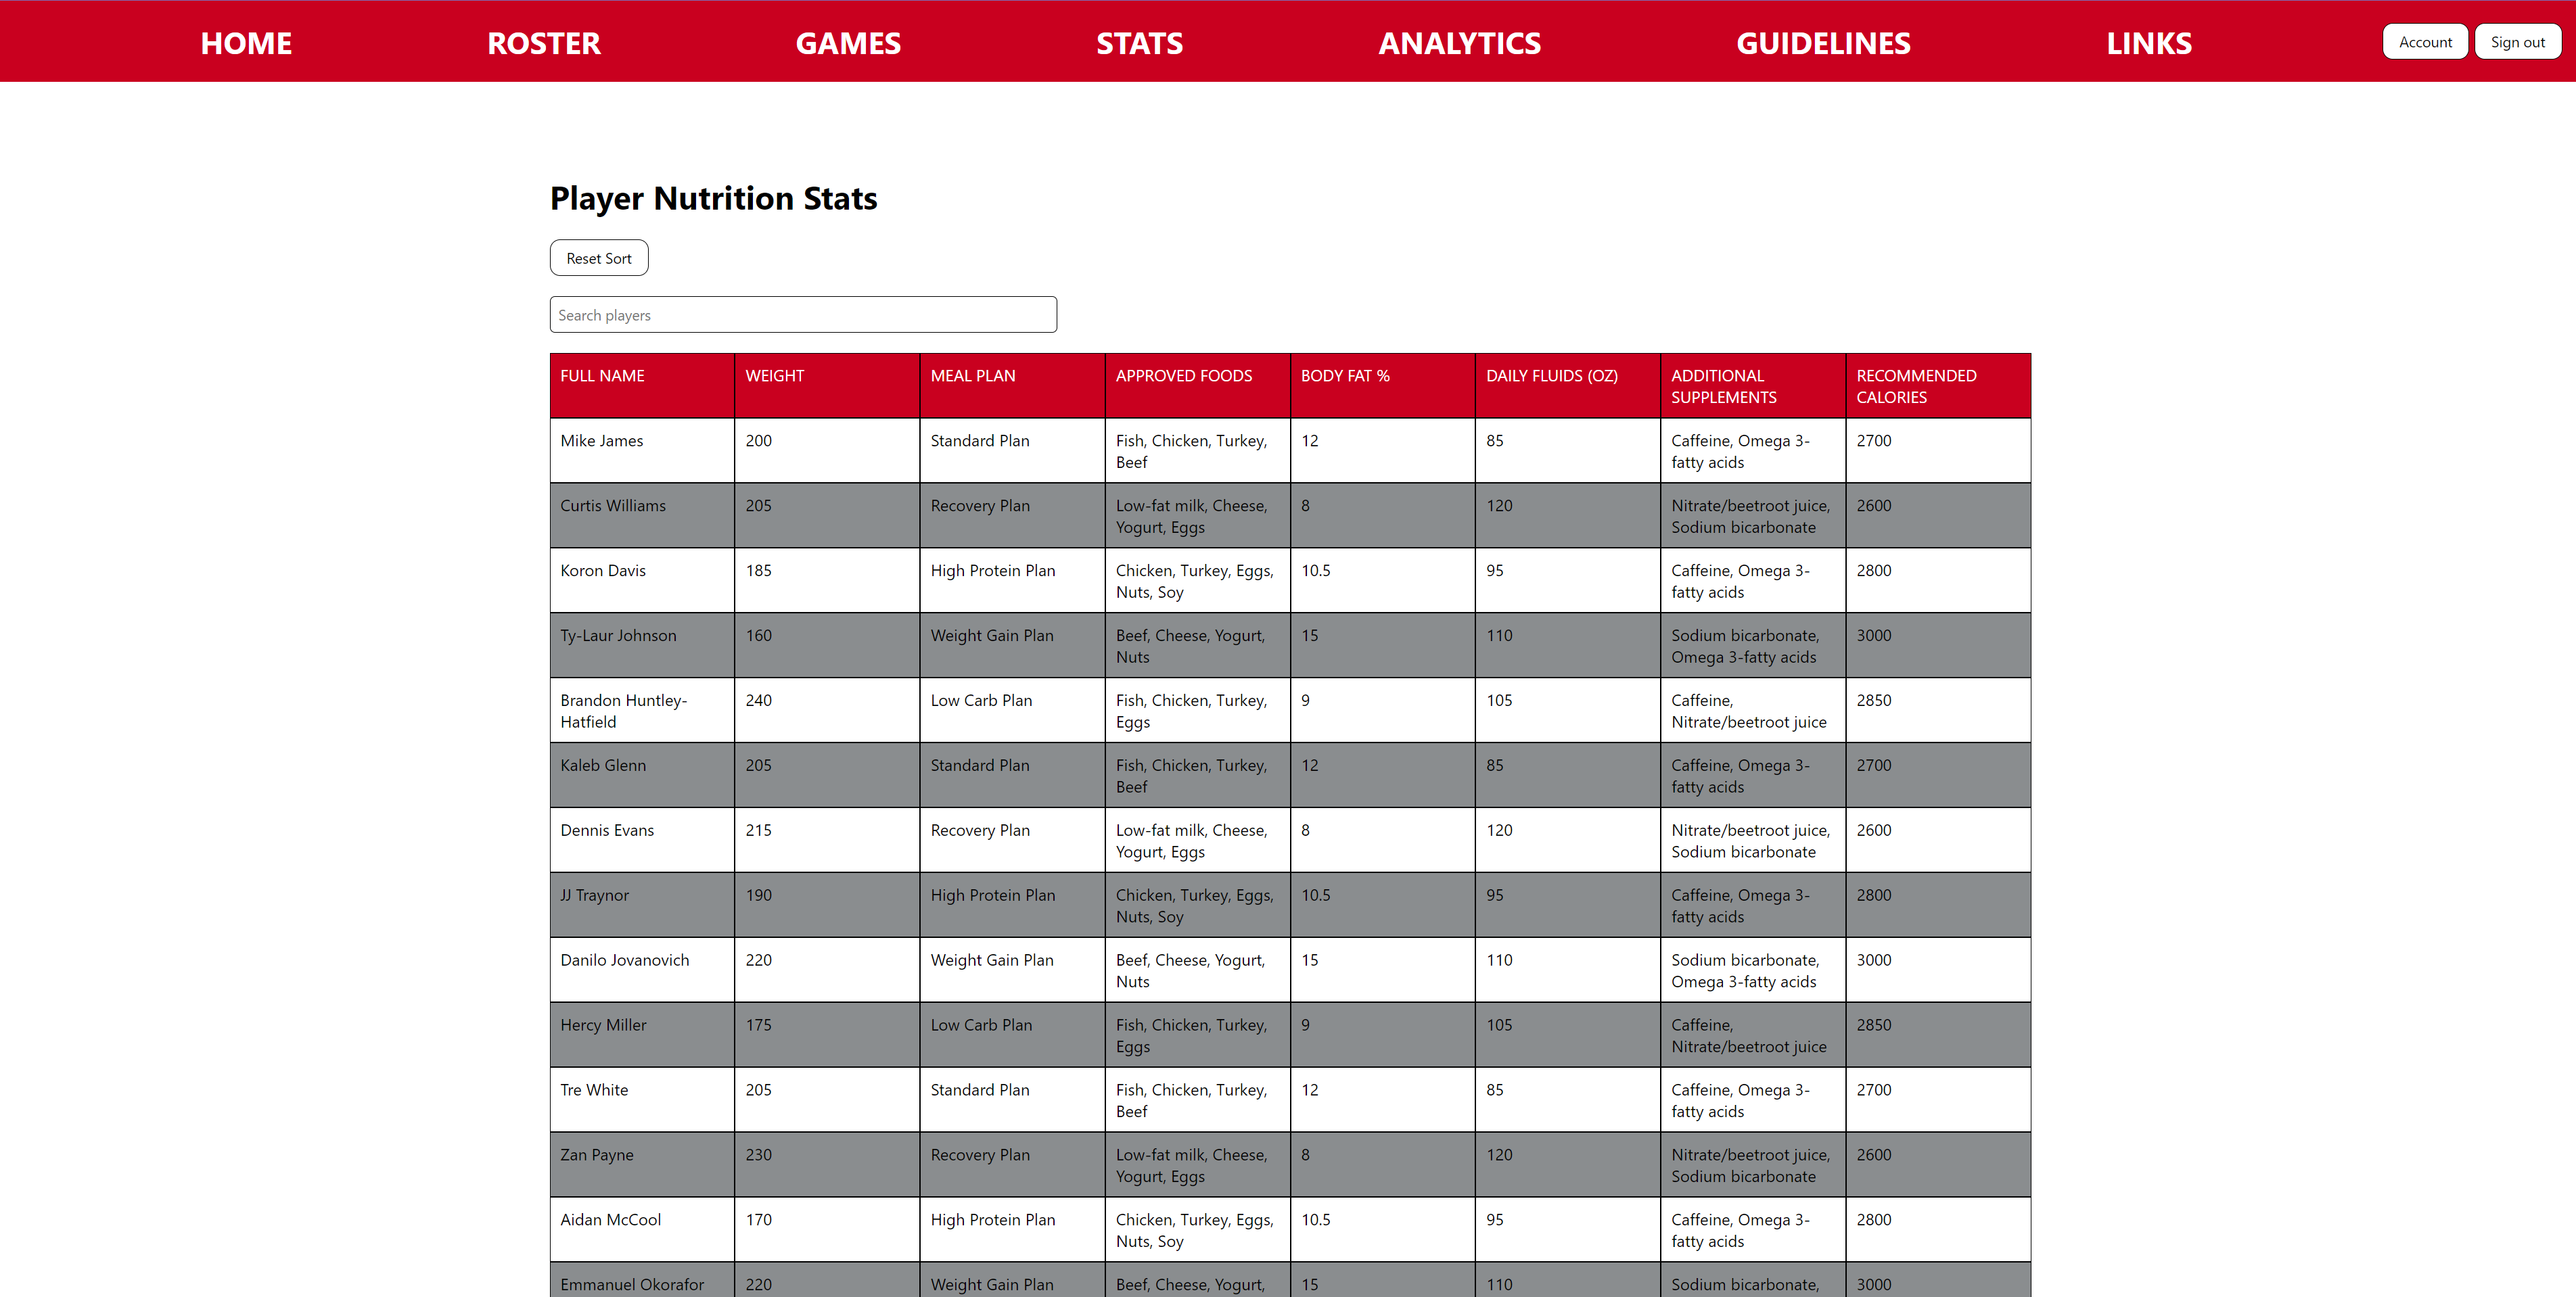 HOME ROSTER GAMES STATS ANALYTICS GUIDELINES LINKS Account Sign out
Player Nutrition Stats
Reset Sort
Search players
FULL NAME WEIGHT MEAL PLAN APPROVED FOODS BODY FAT % DAILY FLUIDS (OZ) ADDITIONAL RECOMMENDED
SUPPLEMENTS CALORIES
Mike James 200 Standard Plan Fish, Chicken, Turkey, 12 85 Caffeine, Omega 3- 2700
Beef fatty acids
Curtis Williams 205 Recovery Plan Low-fat milk, Cheese, 8 120 Nitrate/beetroot juice, 2600
Yogurt, Eggs Sodium bicarbonate
Koron Davis 185 High Protein Plan Chicken, Turkey, Eggs, 10.5 95 Caffeine, Omega 3- 2800
Nuts, Soy fatty acids
Ty-Laur Johnson 160 Weight Gain Plan Beef, Cheese, Yogurt, 15 110 Sodium bicarbonate, 3000
Nuts Omega 3-fatty acids
Brandon Huntley- 240 Low Carb Plan Fish, Chicken, Turkey, 9 105 Caffeine, 2850
Hatfield Eggs Nitrate/beetroot juice
Kaleb Glenn 205 Standard Plan Fish, Chicken, Turkey, 12 85 Caffeine, Omega 3- 2700
Beef fatty acids
Dennis Evans 215 Recovery Plan Low-fat milk, Cheese, 8 120 Nitrate/beetroot juice, 2600
Yogurt, Eggs Sodium bicarbonate
JJ Traynor 190 High Protein Plan Chicken, Turkey, Eggs, 10.5 95 Caffeine, Omega 3- 2800
Nuts, Soy fatty acids
Danilo Jovanovich 220 Weight Gain Plan Beef, Cheese, Yogurt, 15 110 Sodium bicarbonate, 3000
Nuts Omega 3-fatty acids
Hercy Miller 175 Low Carb Plan Fish, Chicken, Turkey, 9 105 Caffeine, 2850
Eggs Nitrate/beetroot juice
Tre White 205 Standard Plan Fish, Chicken, Turkey, 12 85 Caffeine, Omega 3- 2700
Beef fatty acids
Zan Payne 230 Recovery Plan Low-fat milk, Cheese, 8 120 Nitrate/beetroot juice, 2600
Yogurt, Eggs Sodium bicarbonate
Aidan McCool 170 High Protein Plan Chicken, Turkey, Eggs, 10.5 95 Caffeine, Omega 3- 2800
Nuts, Soy fatty acids
Emmanuel Okorafor 220 Weight Gain Plan Beef, Cheese, Yogurt, 15 110 Sodium bicarbonate, 3000